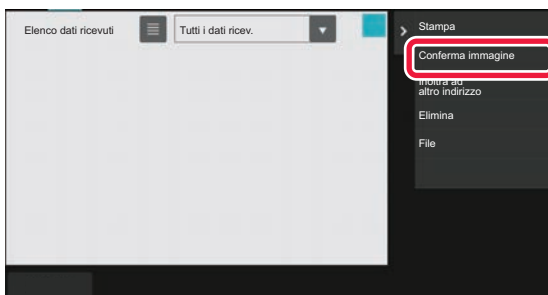 Elenco dati ricevuti
Tutti i dati ricev.
Stampa
Conferma immagine
Inoltra ad
altro indirizzo
Elimina
File